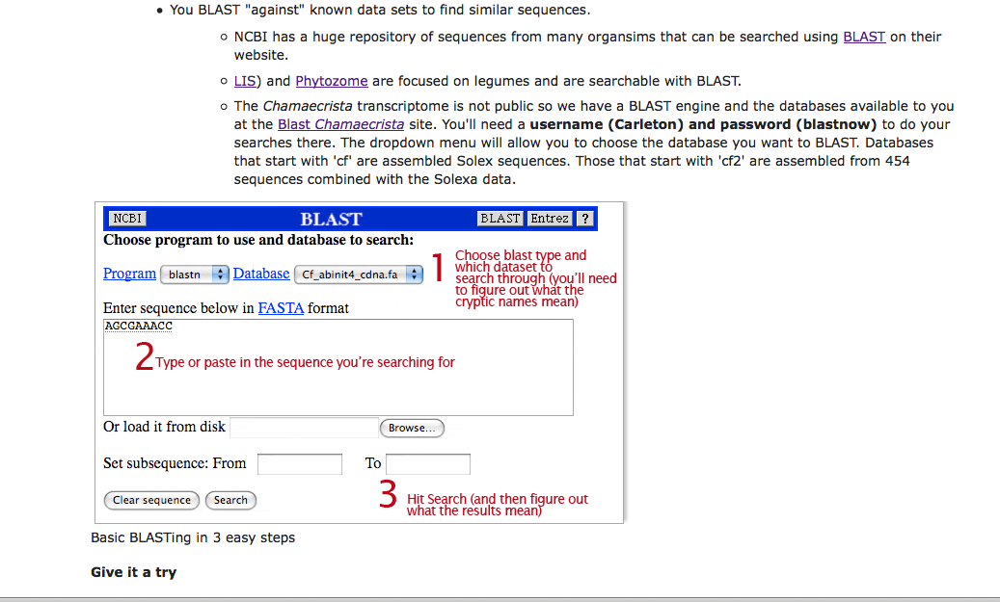 • You BLAST "against" known data sets to find similar sequences.
○ NCBI has a huge repository of sequences from many organsims that can be searched using BLAST on their
website.
○ LIS) and Phytozome are focused on legumes and are searchable with BLAST.
○ The Chamaecrista transcriptome is not public so we have a BLAST engine and the databases available to you
at the Blast Chamaecrista site. You'll need a username (Carleton) and password (blastnow) to do your
searches there. The dropdown menu will allow you to choose the database you want to BLAST. Databases
that start with 'cf' are assembled Solex sequences. Those that start with 'cf2' are assembled from 454
sequences combined with the Solexa data.
NCBI BLAST BLAST Entrez ?
Choose program to use and database to search:
Program blastn Database Cf_abinit4_cdna.fa
1 Choose blast type and
which dataset to
search through (you'll need
to figure out what the
cryptic names mean)
Enter sequence below in FASTA format
AGCGAAACC
2 Type or paste in the sequence you're searching for
Or load it from disk Browse...
Set subsequence: From To
Clear sequence Search
3 Hit Search (and then figure out
what the results mean)
Basic BLASTing in 3 easy steps
Give it a try